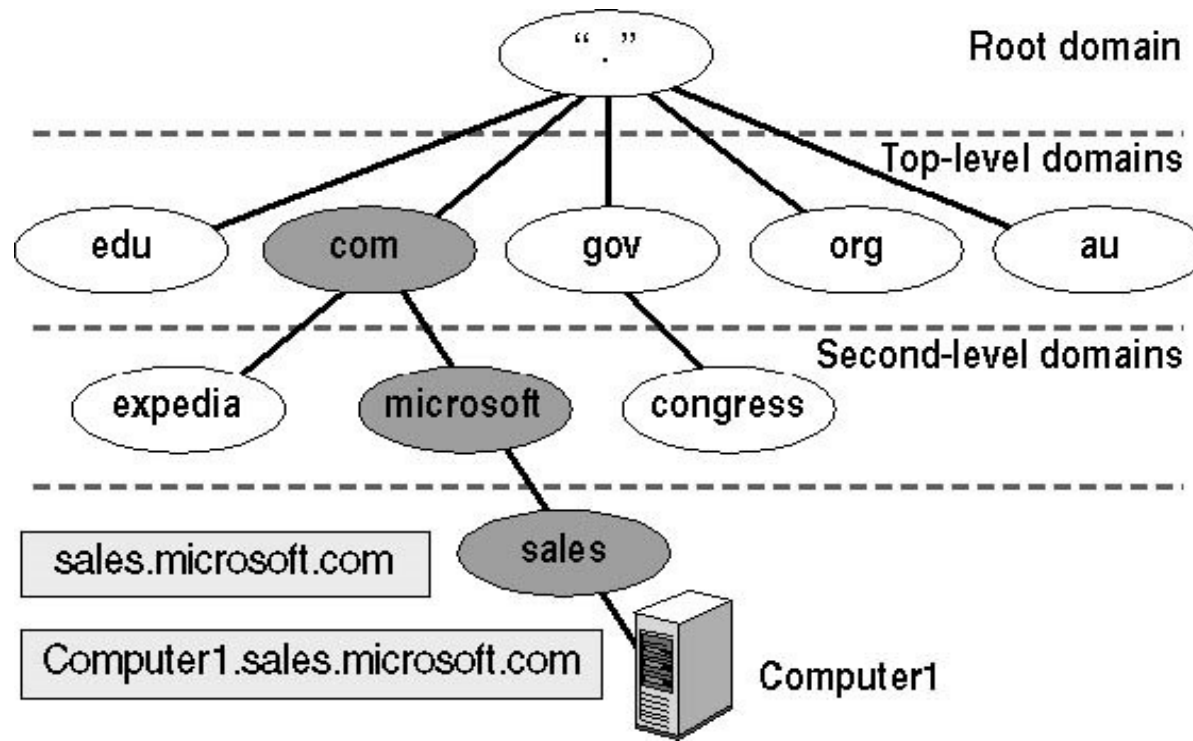 “ . ”
Root domain
Top-level domains
edu
com
gov
org
au
Second-level domains
expedia
microsoft
congress
sales
sales.microsoft.com
Computer1.sales.microsoft.com
Computer1